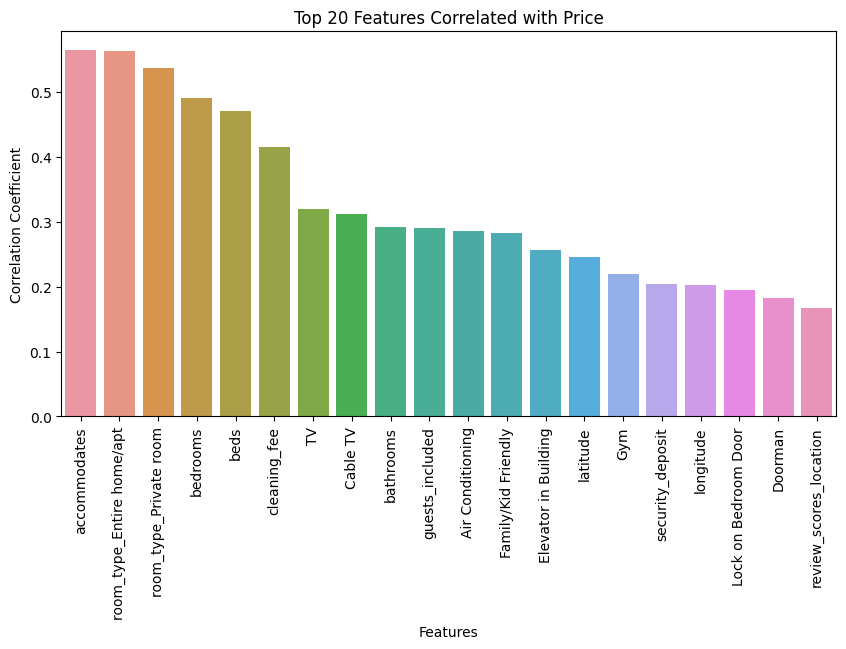 Top 20 Features Correlated with Price
Correlation Coefficient
0.5
0.4
0.3
0.2
0.1
0.0
accommodates
room_type_Entire home/apt
room_type_Private room
bedrooms
beds
cleaning_fee
TV
Cable TV
bathrooms
guests_included
Air Conditioning
Family/Kid Friendly
Elevator in Building
latitude
Gym
security_deposit
longitude
Lock on Bedroom Door
Doorman
review_scores_location
Features